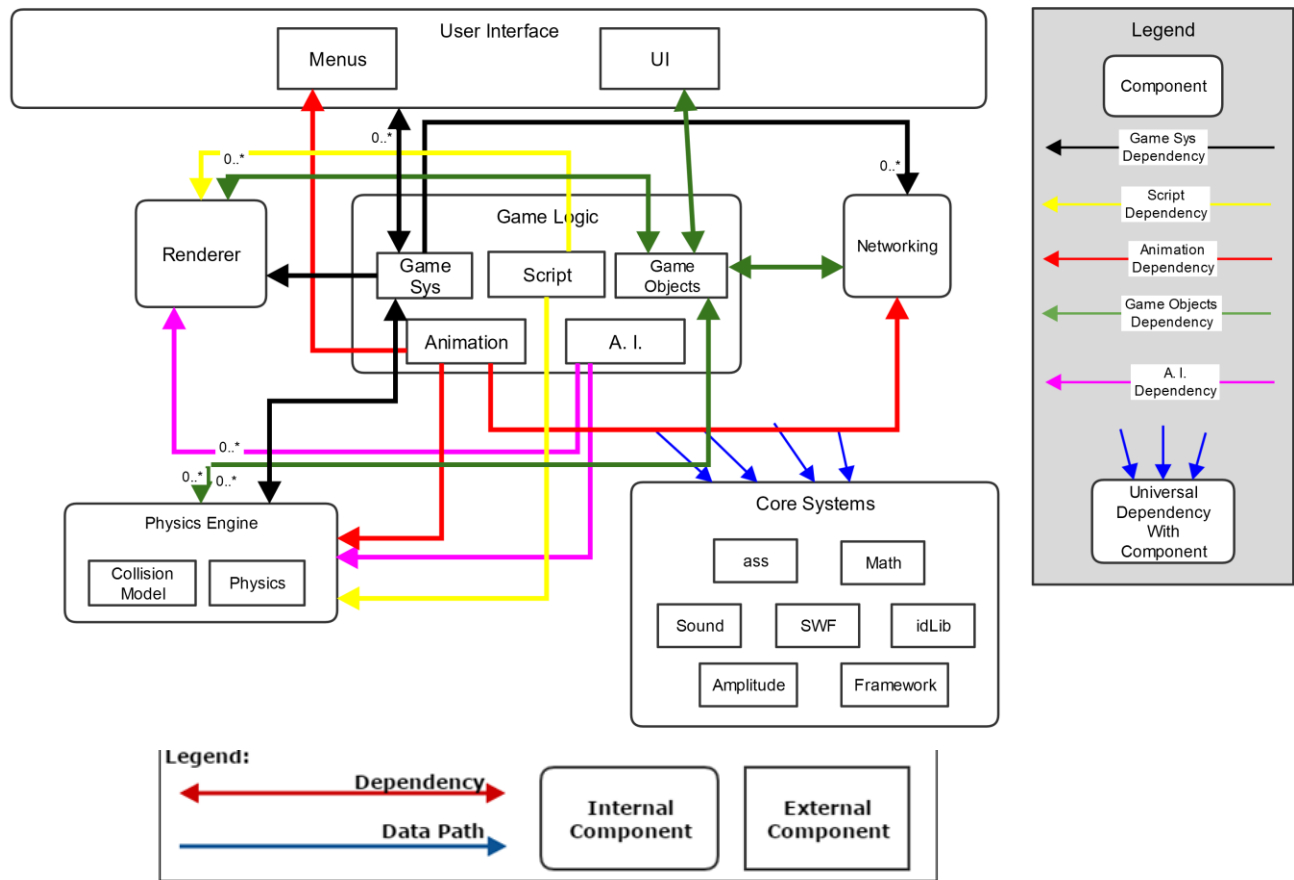 User Interface
Menus
UI
0..*
0..*
0..*
Renderer
Game Logic
Game
Sys
Script
Game
Objects
Networking
Animation
A. I.
0..*
0..*
0..*
Physics Engine
Collision
Model
Physics
Core Systems
ass
Math
Sound
SWF
idLib
Amplitude
Framework
Legend
Component
Game Sys
Dependency
Script
Dependency
Animation
Dependency
Game Objects
Dependency
A. I.
Dependency
Universal
Dependency
With
Component
Legend:
Dependency
Data Path
Internal
Component
External
Component